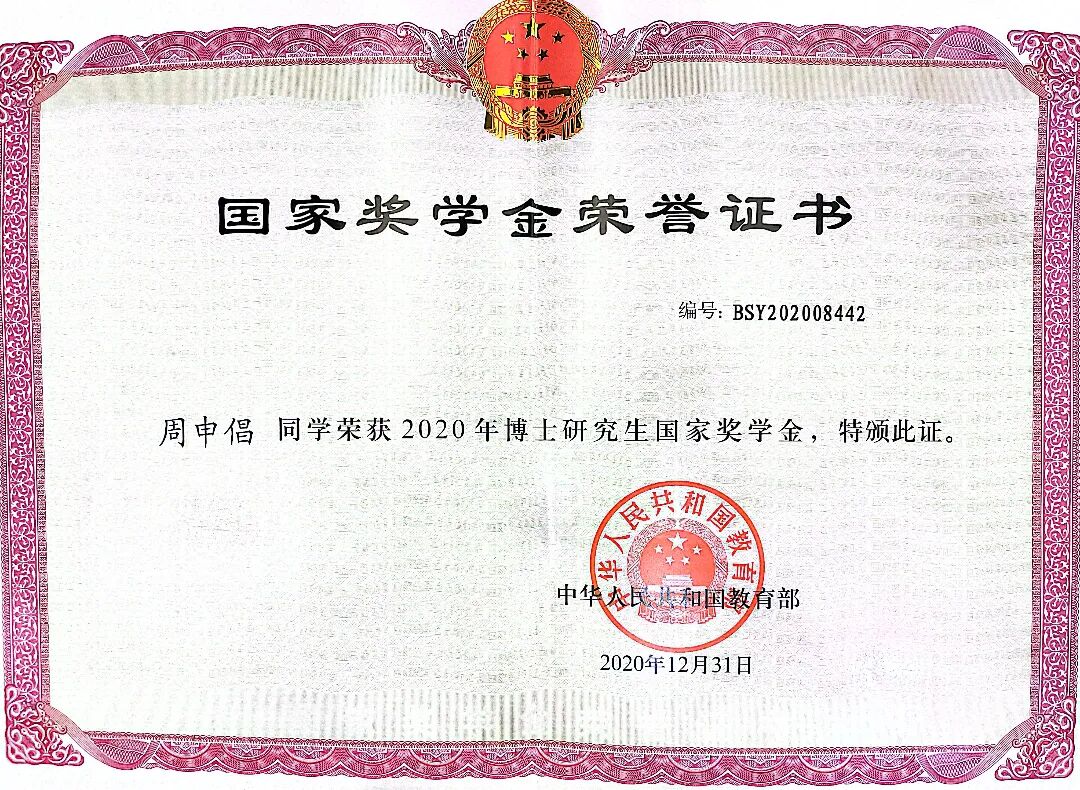 国家奖学金荣誉证书
编号: BSY202008442
周申倡 同学荣获2020年博士研究生国家奖学金，特颁此证。
中华人民共和国教育部
中华人民共和国教育部
2020年12月31日